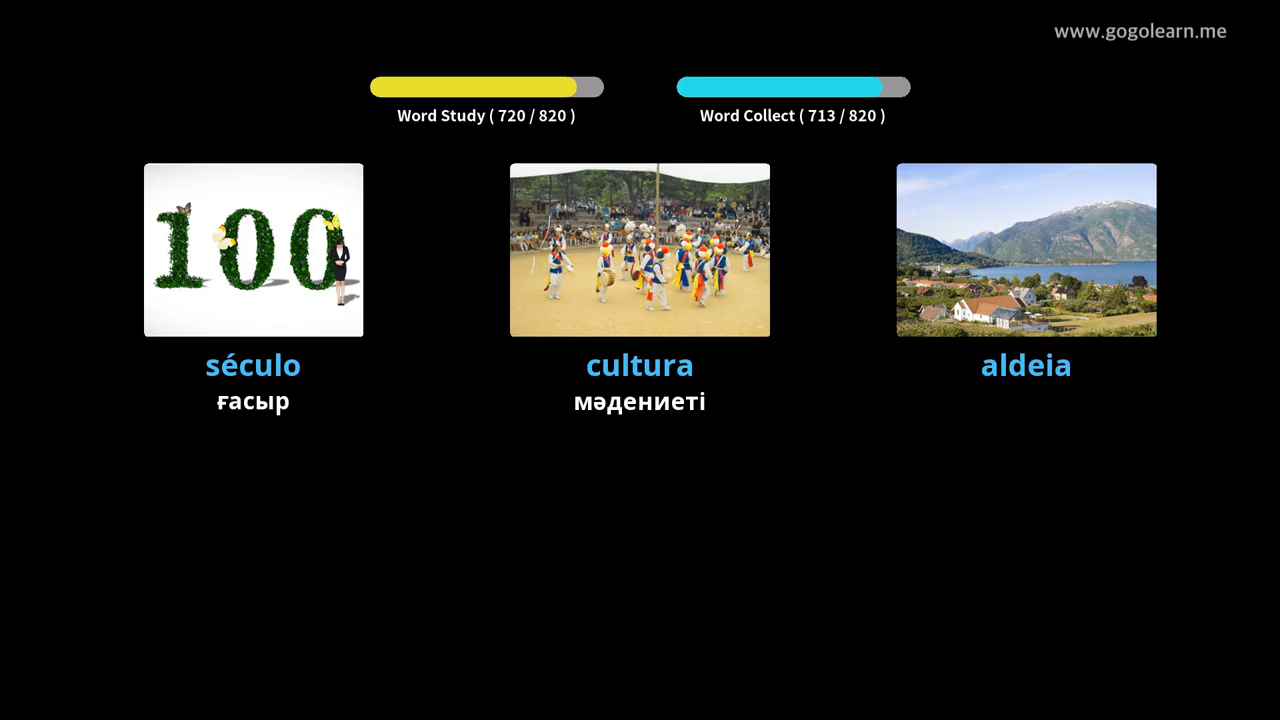 www.gogolearn.me
Word Study ( 720 / 820 )
Word Collect ( 713 / 820 )
100
século
ғасыр
cultura
мәдениеті
aldeia